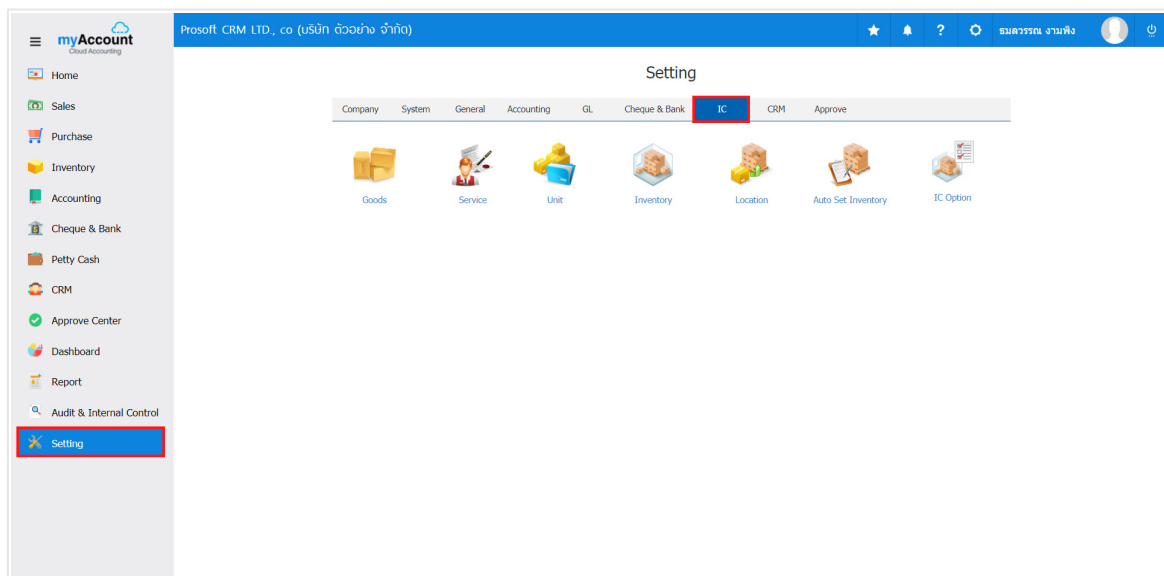 myAccount
Cloud Accounting
Prosoft CRM LTD., co (บริษัท ตัวอย่าง จำกัด)
?
ธมลวรรณ งามพิง
Home
Sales
Purchase
Inventory
Accounting
Cheque & Bank
Petty Cash
CRM
Approve Center
Dashboard
Report
Audit & Internal Control
Setting
Setting
Company System General Accounting GL Cheque & Bank IC CRM Approve
Goods Service Unit Inventory Location Auto Set Inventory IC Option